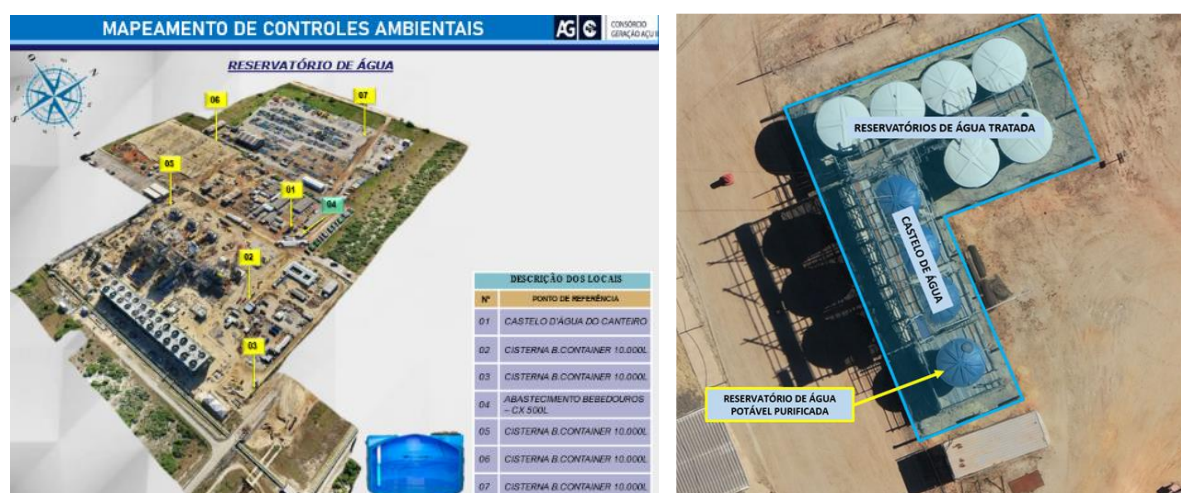 MAPEAMENTO DE CONTROLES AMBIENTAIS
AG
CONSÓRCIO
GERAÇÃO AÇU II
RESERVATÓRIO DE ÁGUA
06
07
05
01
04
02
03
DESCRIÇÃO DOS LOCAIS
Nº PONTO DE REFERÊNCIA
01 CASTELO D'ÁGUA DO CANTEIRO
02 CISTERNA B.CONTAINER 10.000L
03 CISTERNA B.CONTAINER 10.000L
04 ABASTECIMENTO BEBEDOUROS
– CX 500L
05 CISTERNA B.CONTAINER 10.000L
06 CISTERNA B.CONTAINER 10.000L
07 CISTERNA B.CONTAINER 10.000L
RESERVATÓRIOS DE ÁGUA TRATADA
CASTELO DE ÁGUA
RESERVATÓRIO DE ÁGUA
POTÁVEL PURIFICADA